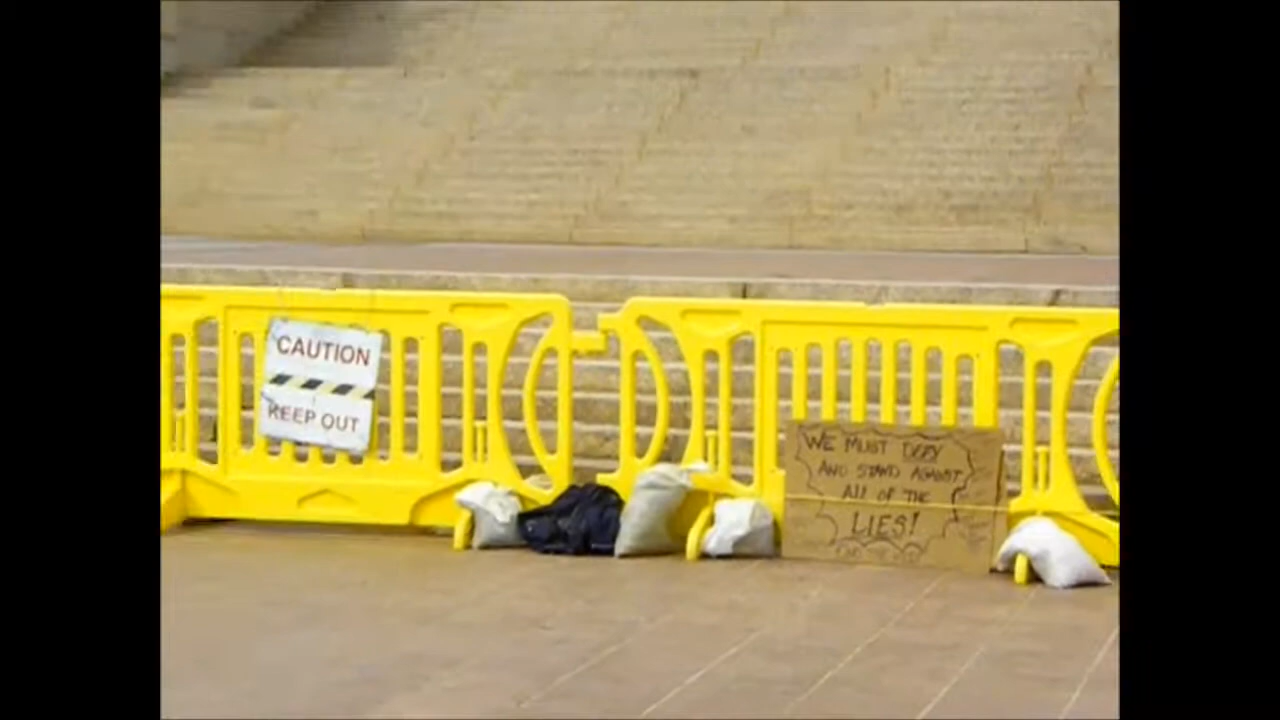 CAUTION
KEEP OUT
WE MUST DEFY
AND STAND AGAINST
ALL OF THE
LIES!